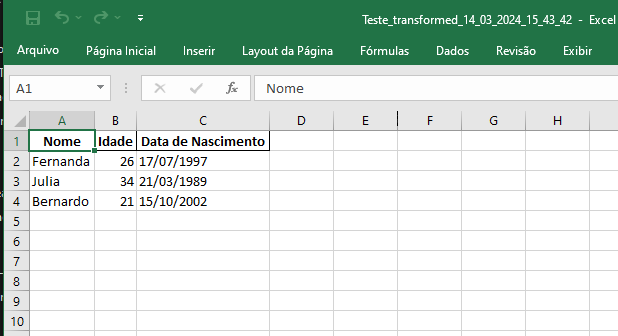 Teste_transformed_14_03_2024_15_43_42 - Excel
Arquivo Página Inicial Inserir Layout da Página Fórmulas Dados Revisão Exibir
A1 fx Nome
A B C D E F G H
1 Nome Idade Data de Nascimento
2 Fernanda 26 17/07/1997
3 Julia 34 21/03/1989
4 Bernardo 21 15/10/2002
5
6
7
8
9
10